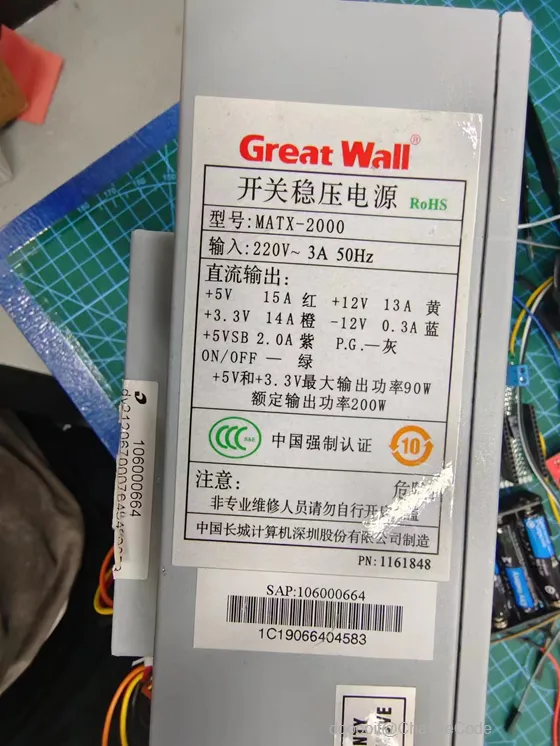 Great Wall®
开关稳压电源 RoHS
型号:MATX-2000
输入:220V~ 3A 50Hz
直流输出:
+5V 15A 红 +12V 13A 黄
+3.3V 14A 橙 -12V 0.3A 蓝
+5VSB 2.0A 紫 P.G.—灰
ON/OFF — 绿
+5V和+3.3V最大输出功率90W
额定输出功率200W
CCC S&E 中国强制认证 10
注意: 危险
非专业维修人员请勿自行开启盖
中国长城计算机深圳股份有限公司制造
PN:1161848
SAP:106000664
1C19066404583
106000664